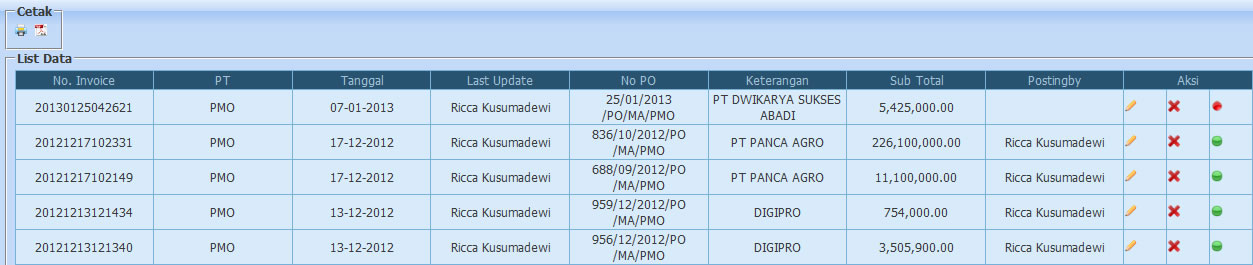 Cetak
List Data
No. Invoice PT Tanggal Last Update No PO Keterangan Sub Total Postingby Aksi
20130125042621 PMO 07-01-2013 Ricca Kusumadewi 25/01/2013 /PO/MA/PMO PT DWIKARYA SUKSES ABADI 5,425,000.00
20121217102331 PMO 17-12-2012 Ricca Kusumadewi 836/10/2012/PO /MA/PMO PT PANCA AGRO 226,100,000.00 Ricca Kusumadewi
20121217102149 PMO 17-12-2012 Ricca Kusumadewi 688/09/2012/PO /MA/PMO PT PANCA AGRO 11,100,000.00 Ricca Kusumadewi
20121213121434 PMO 13-12-2012 Ricca Kusumadewi 959/12/2012/PO /MA/PMO DIGIPRO 754,000.00 Ricca Kusumadewi
20121213121340 PMO 13-12-2012 Ricca Kusumadewi 956/12/2012/PO /MA/PMO DIGIPRO 3,505,900.00 Ricca Kusumadewi